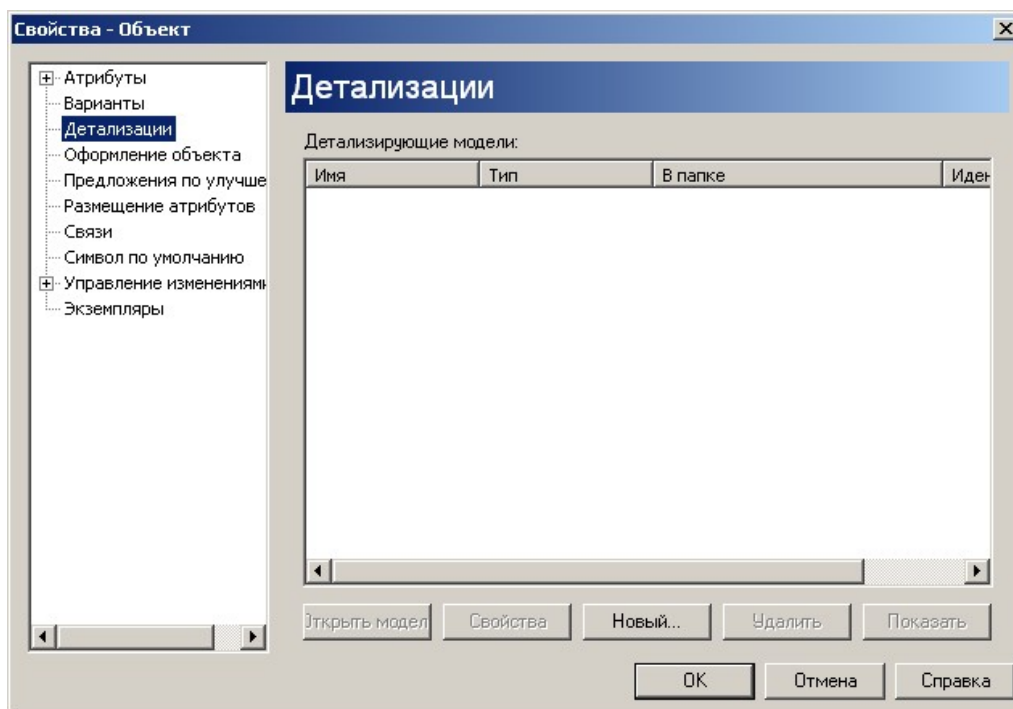 Свойства - Объект
Атрибуты
Варианты
Детализации
Оформление объекта
Предложения по улучше
Размещение атрибутов
Связи
Символ по умолчанию
Управление изменениями
Экземпляры
Детализации
Детализирующие модели:
Имя Тип В папке Иден
Открыть модел Свойства Новый... Удалить Показать
OK Отмена Справка